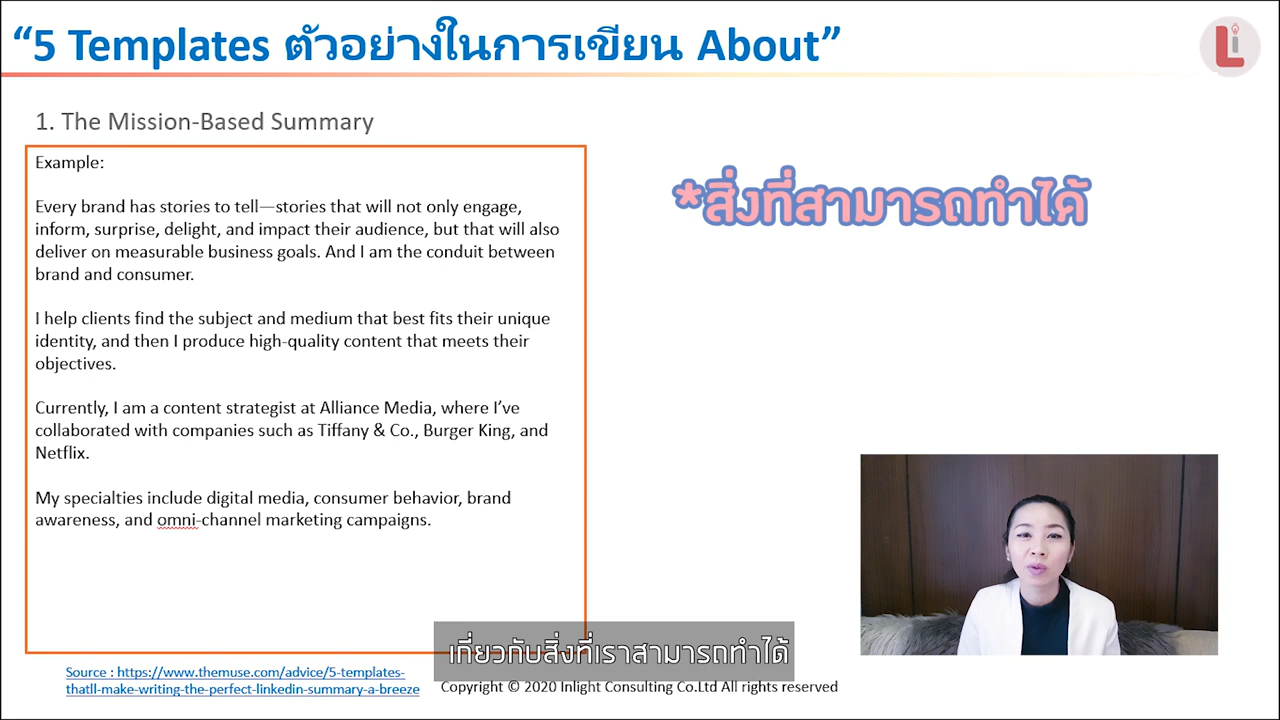 “5 Templates ตัวอย่างในการเขียน About”
Li
1. The Mission-Based Summary
Example:
Every brand has stories to tell—stories that will not only engage,
inform, surprise, delight, and impact their audience, but that will also
deliver on measurable business goals. And I am the conduit between
brand and consumer.
I help clients find the subject and medium that best fits their unique
identity, and then I produce high-quality content that meets their
objectives.
Currently, I am a content strategist at Alliance Media, where I’ve
collaborated with companies such as Tiffany & Co., Burger King, and
Netflix.
My specialties include digital media, consumer behavior, brand
awareness, and omni-channel marketing campaigns.
*สิ่งที่สามารถทำได้
เกี่ยวกับสิ่งที่เราสามารถทำได้
Source : https://www.themuse.com/advice/5-templates-
thatll-make-writing-the-perfect-linkedin-summary-a-breeze
Copyright © 2020 Inlight Consulting Co.Ltd All rights reserved